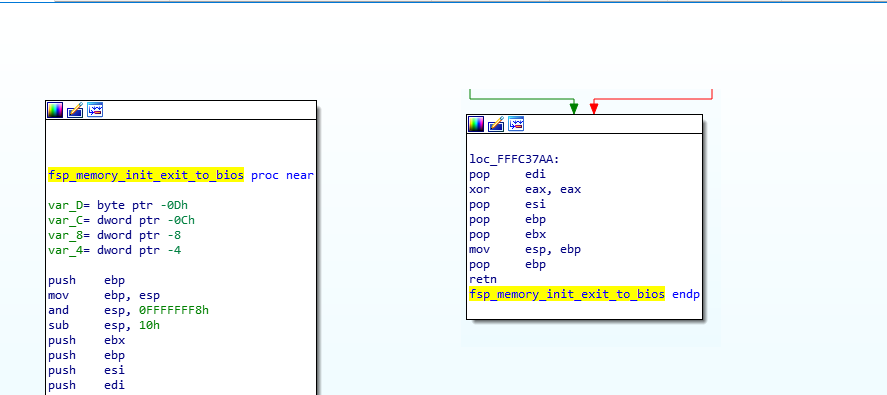 fsp_memory_init_exit_to_bios proc near
var_D= byte ptr -0Dh
var_C= dword ptr -0Ch
var_8= dword ptr -8
var_4= dword ptr -4
push ebp
mov ebp, esp
and esp, 0FFFFFFF8h
sub esp, 10h
push ebx
push ebp
push esi
push edi
loc_FFFC37AA:
pop edi
xor eax, eax
pop esi
pop ebp
pop ebx
mov esp, ebp
pop ebp
retn
fsp_memory_init_exit_to_bios endp